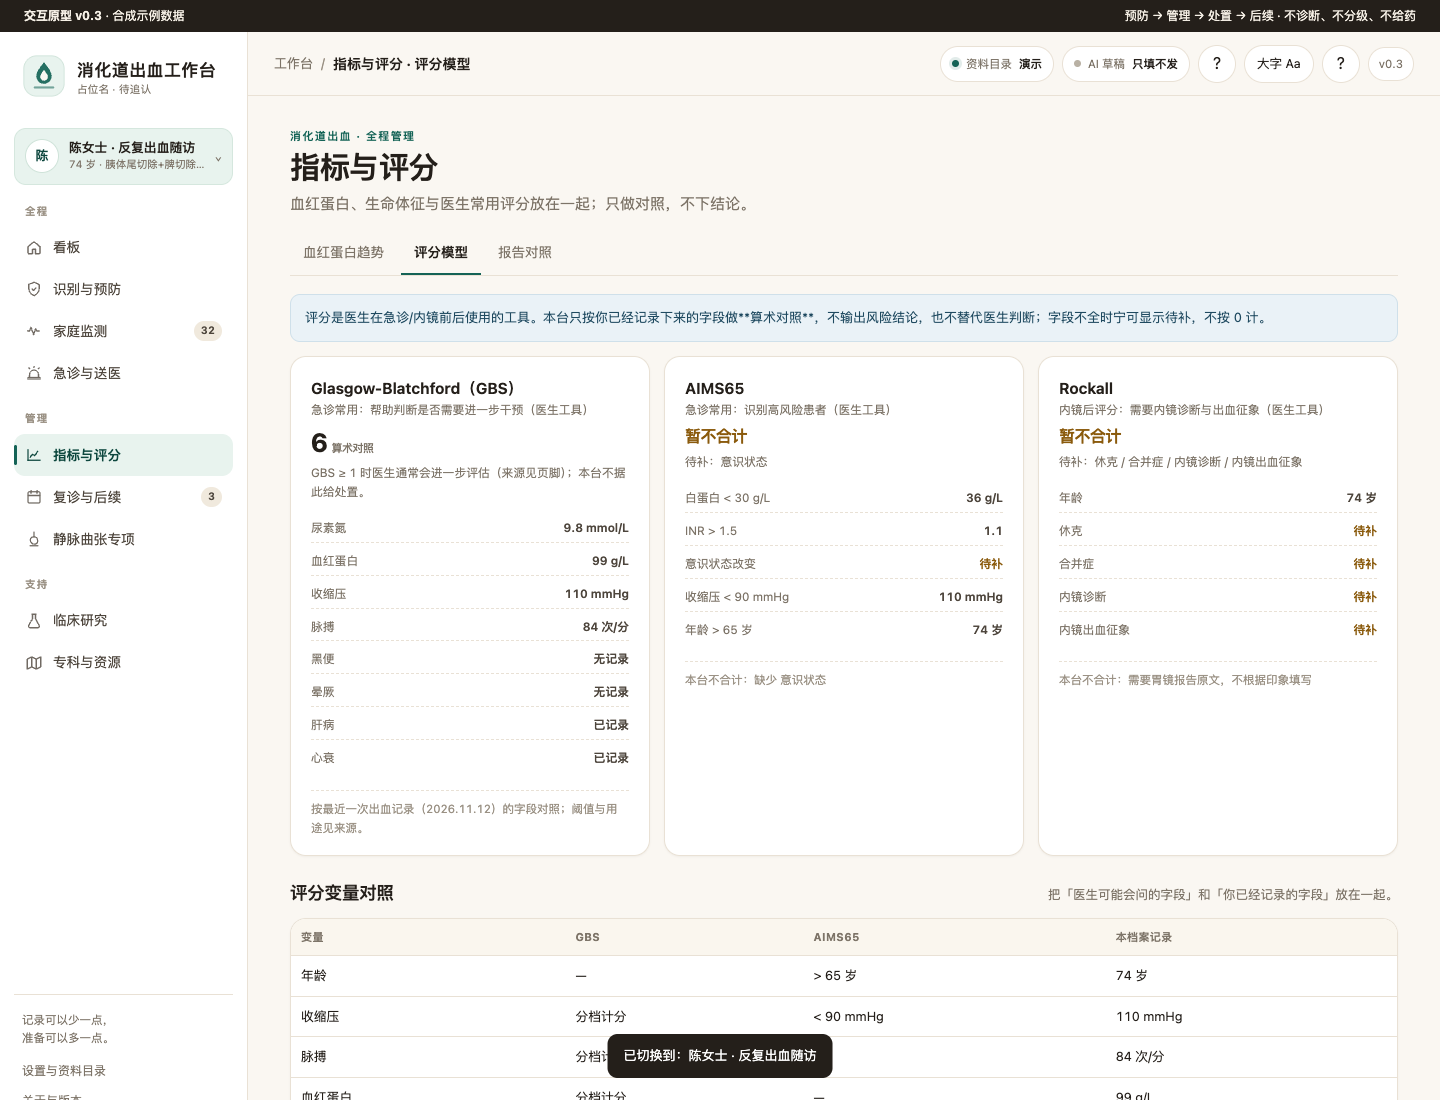 交互原型 v0.3 · 合成示例数据
预防 → 管理 → 处置 → 后续 · 不诊断、不分级、不给药
消化道出血工作台
占位名 · 待追认
陈
陈女士 · 反复出血随访
74 岁 · 胰体尾切除+脾切除...
全程
看板
识别与预防
家庭监测 32
急诊与送医
管理
指标与评分
复诊与后续 3
静脉曲张专项
支持
临床研究
专科与资源
记录可以少一点，
准备可以多一点。
设置与资料目录
关于与版本
工作台 / 指标与评分 · 评分模型
资料目录 演示
AI 草稿 只填不发
?
大字 Aa
?
v0.3
消化道出血 · 全程管理
指标与评分
血红蛋白、生命体征与医生常用评分放在一起；只做对照，不下结论。
血红蛋白趋势 评分模型 报告对照
评分是医生在急诊/内镜前后使用的工具。本台只按你已经记录下来的字段做**算术对照**，不输出风险结论，也不替代医生判断；字段不全时宁可显示待补，不按 0 计。
Glasgow-Blatchford（GBS）
急诊常用：帮助判断是否需要进一步干预（医生工具）
6 算术对照
GBS ≥ 1 时医生通常会进一步评估（来源见页脚）；本台不据
此给处置。
尿素氮 9.8 mmol/L
血红蛋白 99 g/L
收缩压 110 mmHg
脉搏 84 次/分
黑便 无记录
晕厥 无记录
肝病 已记录
心衰 已记录
按最近一次出血记录（2026.11.12）的字段对照；阈值与用
途见来源。
AIMS65
急诊常用：识别高风险患者（医生工具）
暂不合计
待补：意识状态
白蛋白 < 30 g/L 36 g/L
INR > 1.5 1.1
意识状态改变 待补
收缩压 < 90 mmHg 110 mmHg
年龄 > 65 岁 74 岁
本台不合计：缺少 意识状态
Rockall
内镜后评分：需要内镜诊断与出血征象（医生工具）
暂不合计
待补：休克 / 合并症 / 内镜诊断 / 内镜出血征象
年龄 74 岁
休克 待补
合并症 待补
内镜诊断 待补
内镜出血征象 待补
本台不合计：需要胃镜报告原文，不根据印象填写
评分变量对照
把「医生可能会问的字段」和「你已经记录的字段」放在一起。
变量 GBS AIMS65 本档案记录
年龄 — > 65 岁 74 岁
收缩压 分档计分 < 90 mmHg 110 mmHg
脉搏 分档 84 次/分
已切换到：陈女士 · 反复出血随访
血红蛋白 分档计分 — 99 g/L